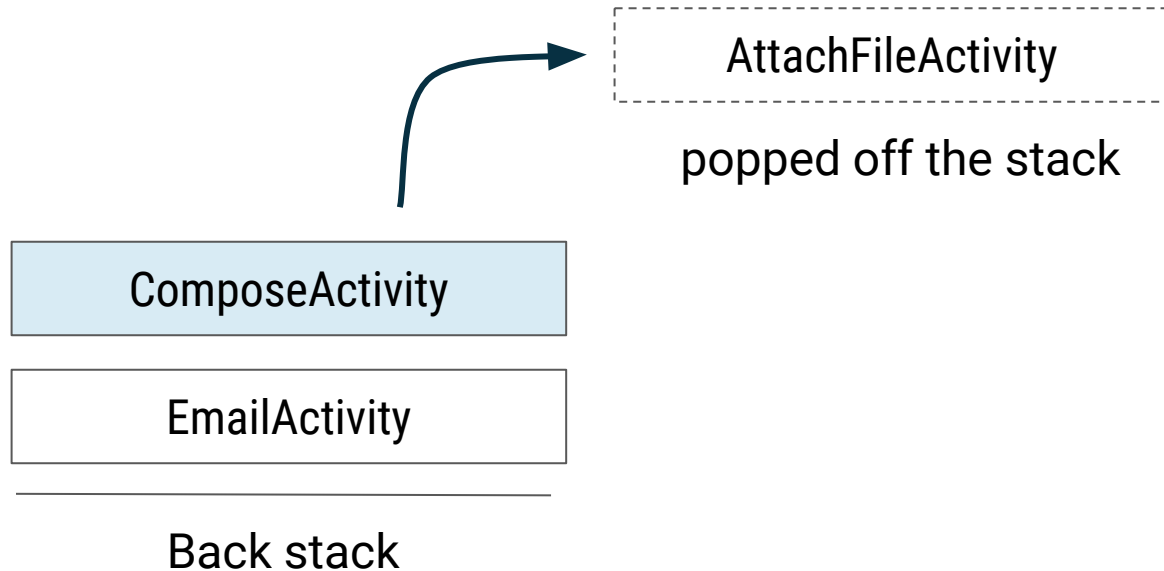 AttachFileActivity
popped off the stack
ComposeActivity
EmailActivity
Back stack